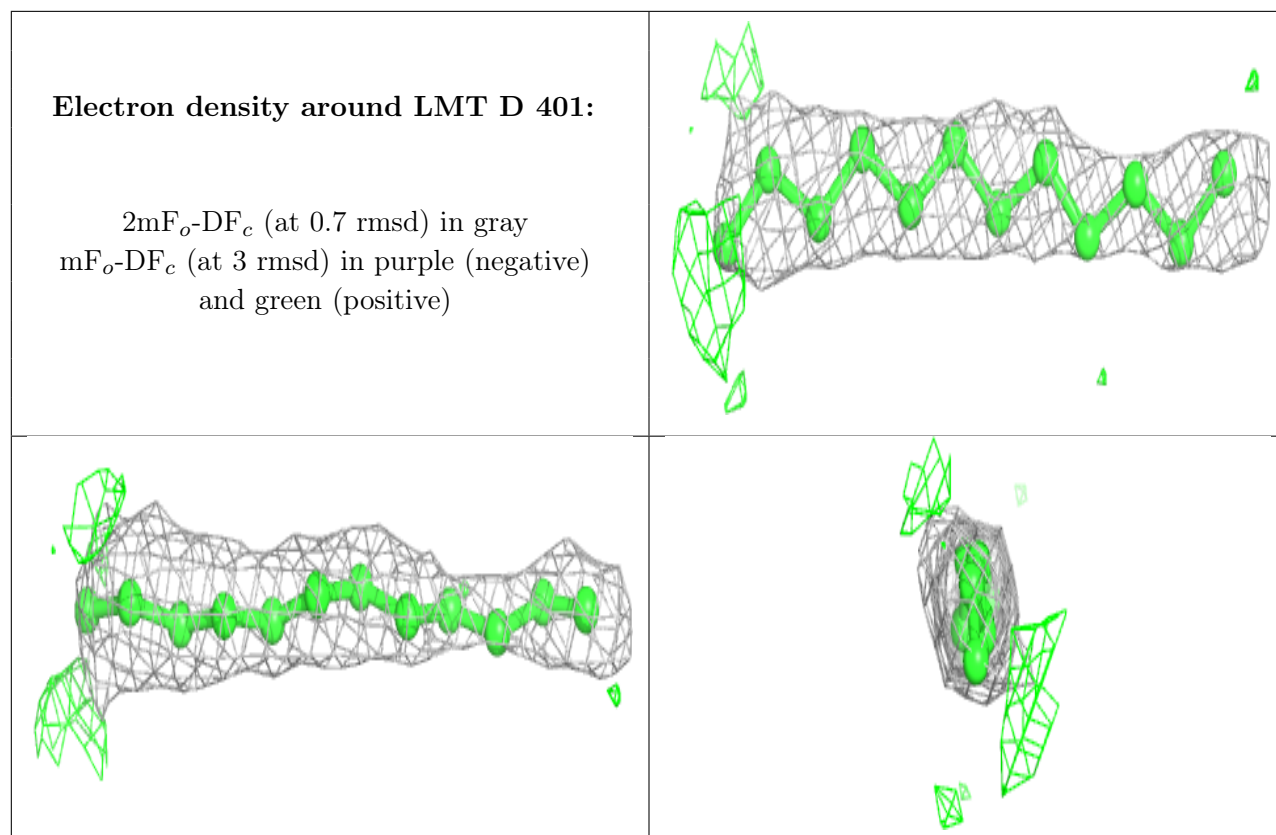 Electron density around LMT D 401:
2mFₒ-DF𝒸 (at 0.7 rmsd) in gray
mFₒ-DF𝒸 (at 3 rmsd) in purple (negative)
and green (positive)